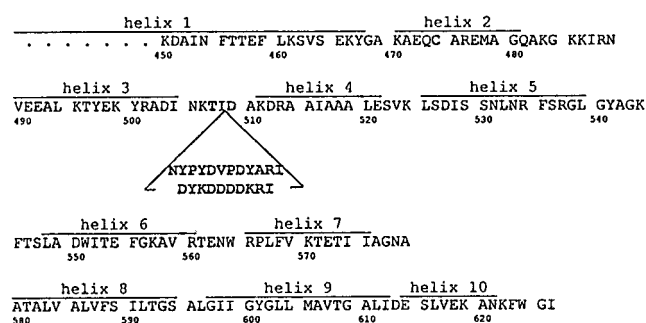 helix 1 helix 2
. . . . . . . KDAIN FTTEF LKSVS EKYGA KAEQC AREMA GQAKG KKIRN
450 460 470 480
helix 3 helix 4 helix 5
VEEAL KTYEK YRADI NKTID AKDRA AIAAA LESVK LSDIS SNLNR FSRGL GYAGK
490 500 510 520 530 540
NYPYDVPDYARI
DYKDDDDKRI
helix 6 helix 7
FTSLA DWITE FGKAV RTENW RPLFV KTETI IAGNA
550 560 570
helix 8 helix 9 helix 10
ATALV ALVFS ILTGS ALGII GYGLL MAVTG ALIDE SLVEK ANKFW GI
580 590 600 610 620